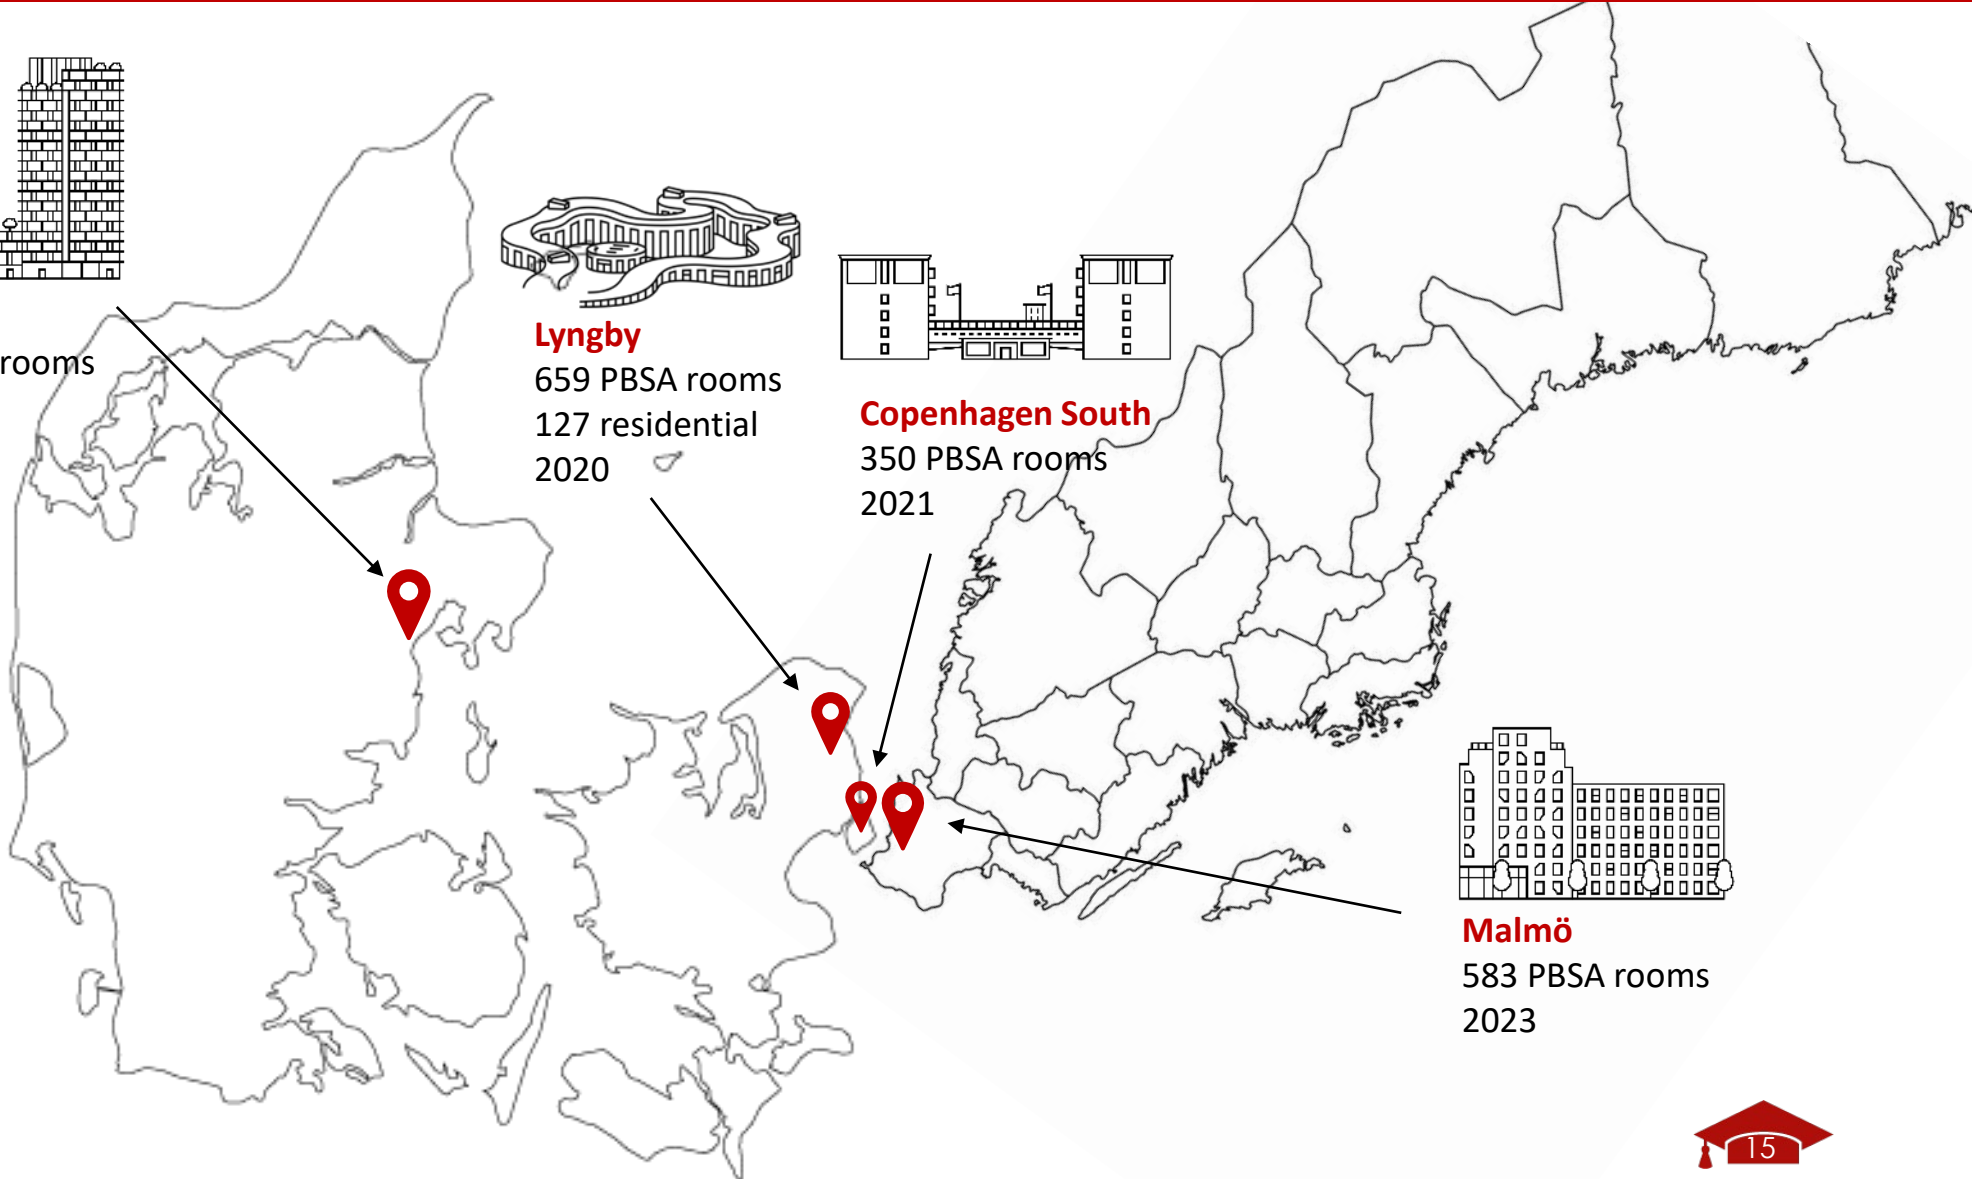 rooms
Lyngby
659 PBSA rooms
127 residential
2020
Copenhagen South
350 PBSA rooms
2021
Malmö
583 PBSA rooms
2023
15